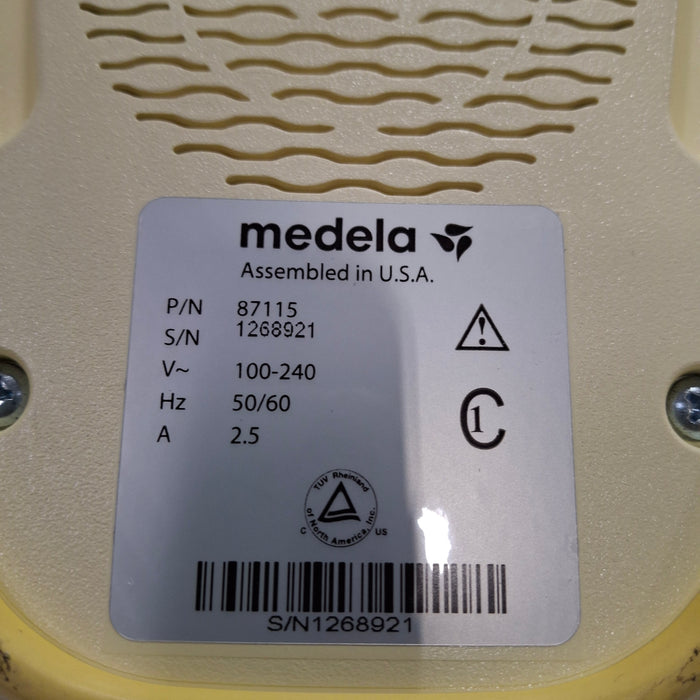 medela
Assembled in U.S.A.
P/N 87115
S/N 1268921
V~ 100-240
Hz 50/60
A 2.5
!
C1
TUV Rheinland
of North America, Inc.
C US
S/N1268921